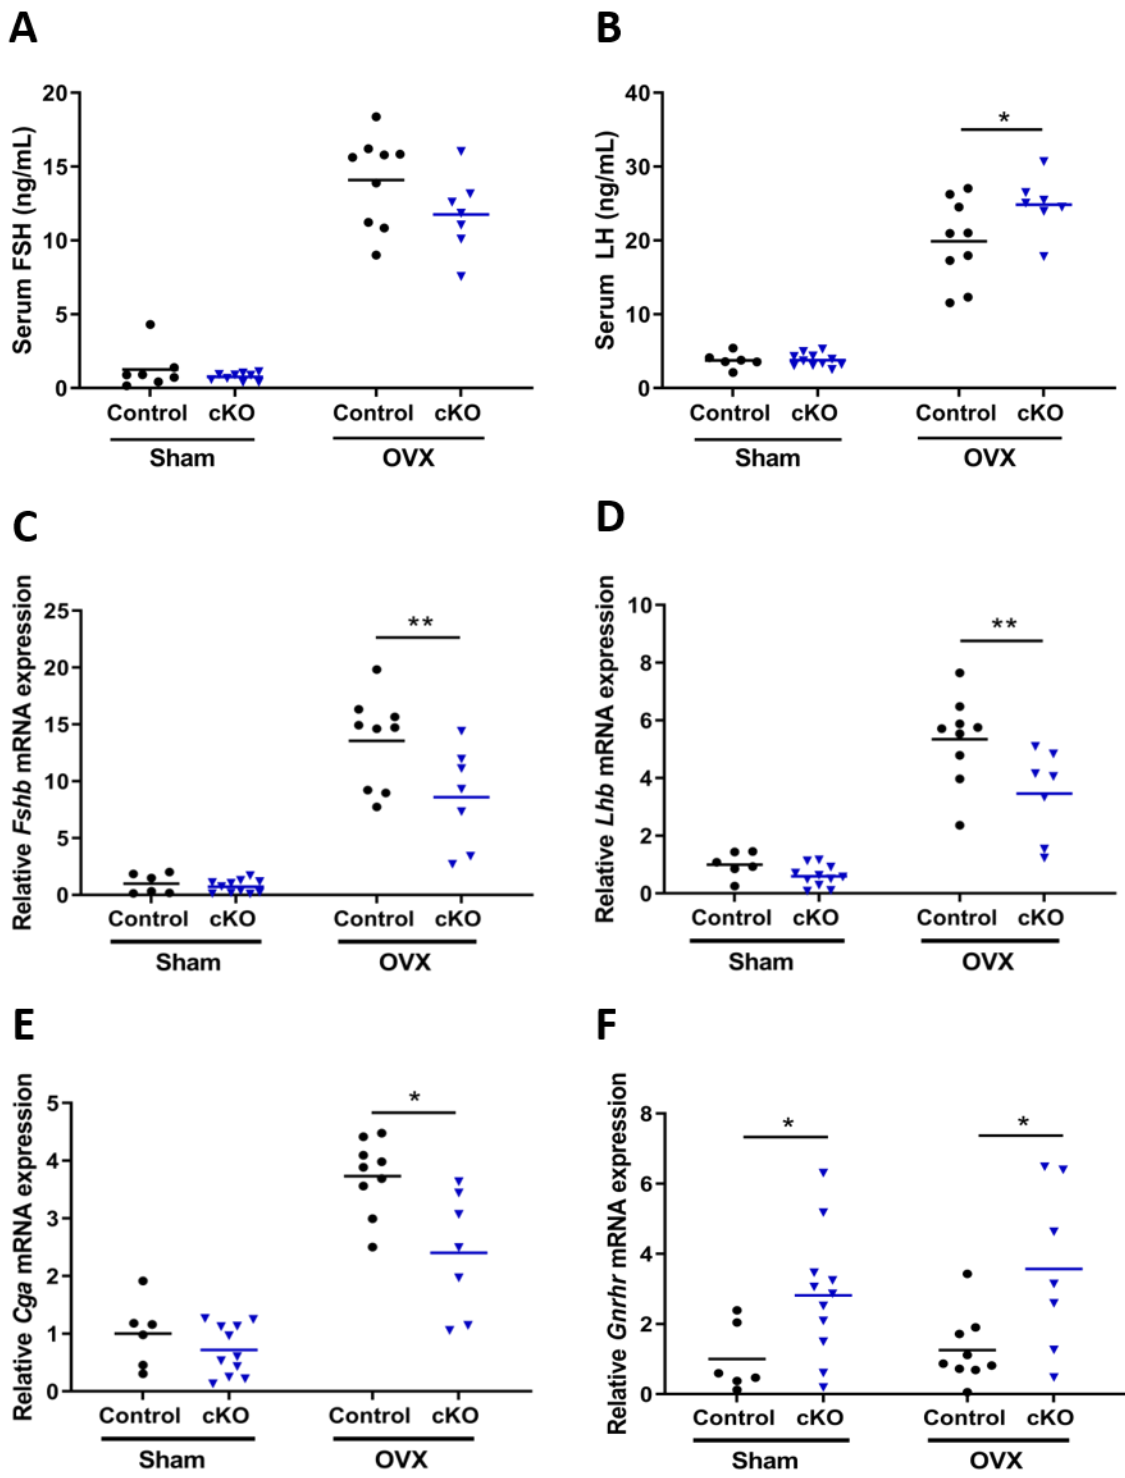 A
Serum FSH (ng/mL)
20
15
10
5
0
Control cKO Control cKO
Sham OVX
B
Serum LH (ng/mL)
40
30
20
10
0
*
Control cKO Control cKO
Sham OVX
C
Relative Fshb mRNA expression
25
20
15
10
5
0
**
Control cKO Control cKO
Sham OVX
D
Relative Lhb mRNA expression
10
8
6
4
2
0
**
Control cKO Control cKO
Sham OVX
E
Relative Cga mRNA expression
5
4
3
2
1
0
*
Control cKO Control cKO
Sham OVX
F
Relative Gnrhr mRNA expression
8
6
4
2
0
* *
Control cKO Control cKO
Sham OVX